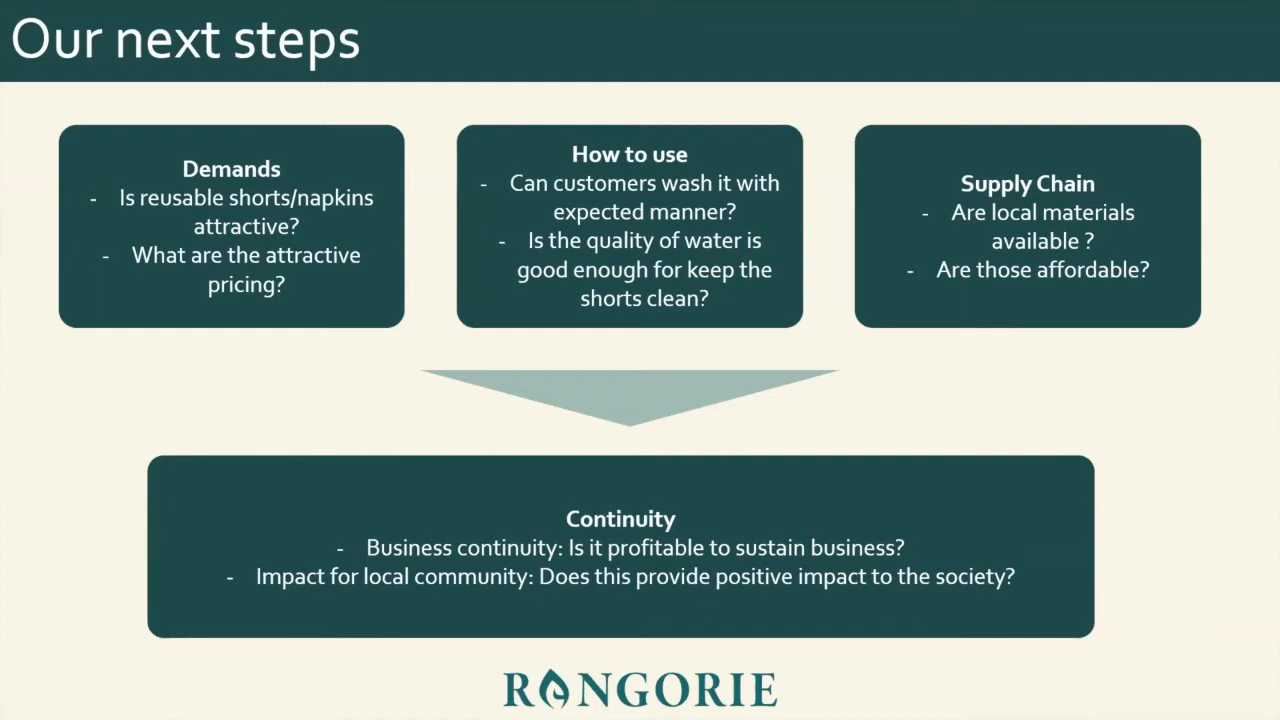 Our next steps
Demands
- Is reusable shorts/napkins
attractive?
- What are the attractive
pricing?
How to use
- Can customers wash it with
expected manner?
- Is the quality of water is
good enough for keep the
shorts clean?
Supply Chain
- Are local materials
available ?
- Are those affordable?
Continuity
- Business continuity: Is it profitable to sustain business?
- Impact for local community: Does this provide positive impact to the society?
RANGORIE